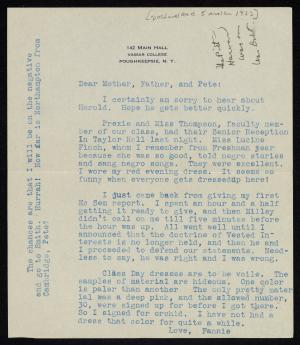 (postmarked 5 March 1922)
142 MAIN HALL
VASSAR COLLEGE
POUGHKEEPSIE, N. Y.
Dear Mother, Father, and Pete:
I certainly am sorry to hear about
Harold. Hope he gets better quickly.
Prexie and Miss Thompson, faculty mem-
ber of our class, had their Senior Reception
in Taylor Hall last night. Miss Lucine
Finch, whom I remember from Freshman year
because she was so good, told negro stories
and sang negro songs. They were excellent.
I wore my red evening dress. It seems so
funny when everyone gets dressedup here!
I just came back from giving my first
Ec Sem report. I spent an hour and a half
getting it ready to give, and then Millsy
didn't call on me till five minutes before
the hour was up. All went well until I
announced that the doctrine of Vested In-
terests is no longer held, and then he and
I proceeded to defend our statements. Need-
less to say, he was right and I was wrong.
Class Day dresses are to be voile. The
samples of material are hideous. One color
is paler than another The only pretty mater-
ial was a deep pink, and the allowed number,
30, were signed up for before I got there.
So I signed for orchid. I have not had a
dress that color for quite a while.
Love, Fannie
The chances are that I will be on the negative
and go to Smith. Hurrah! How far is Northampton from
Cambridge, Pete?